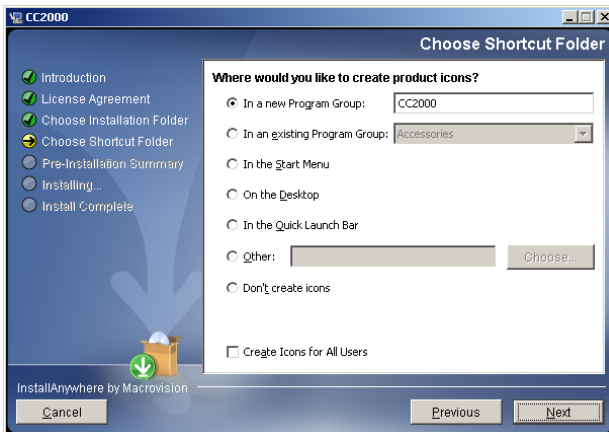 CC2000
Choose Shortcut Folder
Introduction
License Agreement
Choose Installation Folder
Choose Shortcut Folder
Pre-Installation Summary
Installing...
Install Complete
Where would you like to create product icons?
In a new Program Group: CC2000
In an existing Program Group: Accessories
In the Start Menu
On the Desktop
In the Quick Launch Bar
Other: Choose...
Don't create icons
Create Icons for All Users
InstallAnywhere by Macrovision
Cancel Previous Next